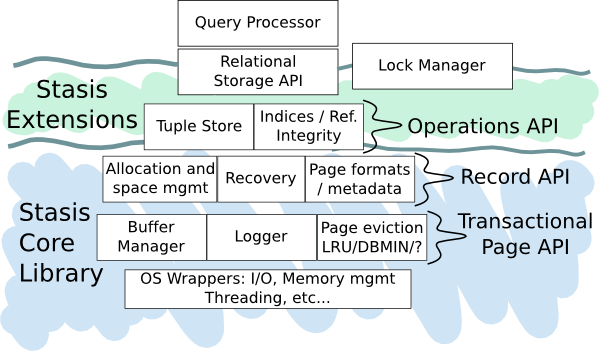 Query Processor
Relational
Storage API
Lock Manager
Stasis
Extensions
Tuple Store
Indices / Ref.
Integrity
Operations API
Allocation and
space mgmt
Recovery
Page formats
/ metadata
Record API
Stasis
Core
Library
Buffer
Manager
Logger
Page eviction
LRU/DBMIN/?
Transactional
Page API
OS Wrappers: I/O, Memory mgmt
Threading, etc...